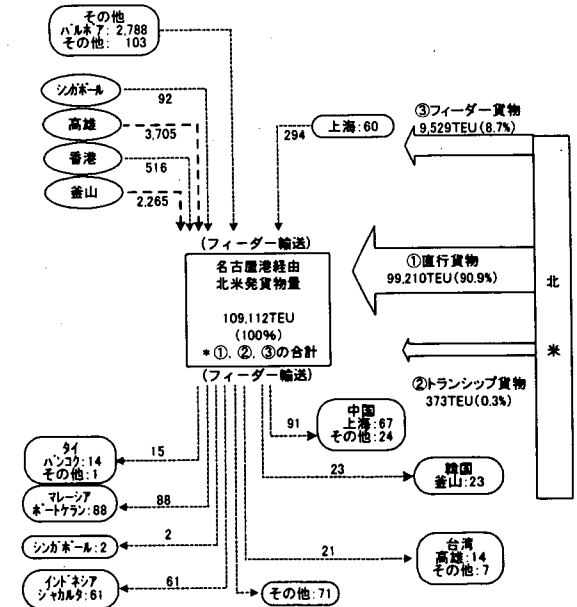 その他
バルボア:2,788
その他: 103
シンガポール
92
高雄
3,705
香港
516
釜山
2,265
294
上海:60
③フィーダー貨物
9,529TEU(8.7%)
(フィーダー輸送)
名古屋港経由
北米発貨物量
109,112TEU
(100%)
*①,②,③の合計
(フィーダー輸送)
①直行貨物
99,210TEU(90.9%)
北
米
②トランシップ貨物
373TEU(0.3%)
91
中国
上海:67
その他:24
タイ
バンコク:14
その他:1
15
23
韓国
釜山:23
マレーシア
ポートケラン:88
88
シンガポール:2
2
21
台湾
高雄:14
その他:7
インドネシア
ジャカルタ:61
61
その他:71